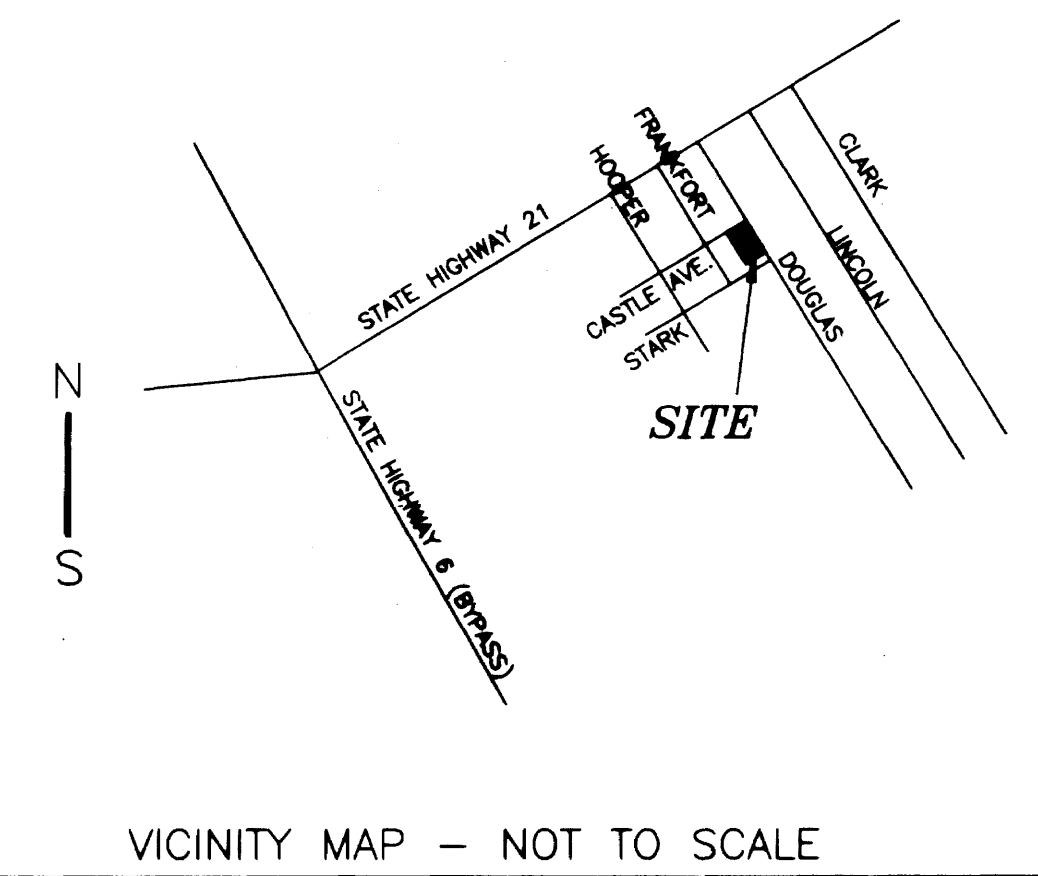 FRANKFORT
HOOPER
CLARK
STATE HIGHWAY 21
LINCOLN
DOUGLAS
CASTLE AVE.
STARK
N
S
SITE
STATE HIGHWAY 6 (BYPASS)
VICINITY MAP – NOT TO SCALE